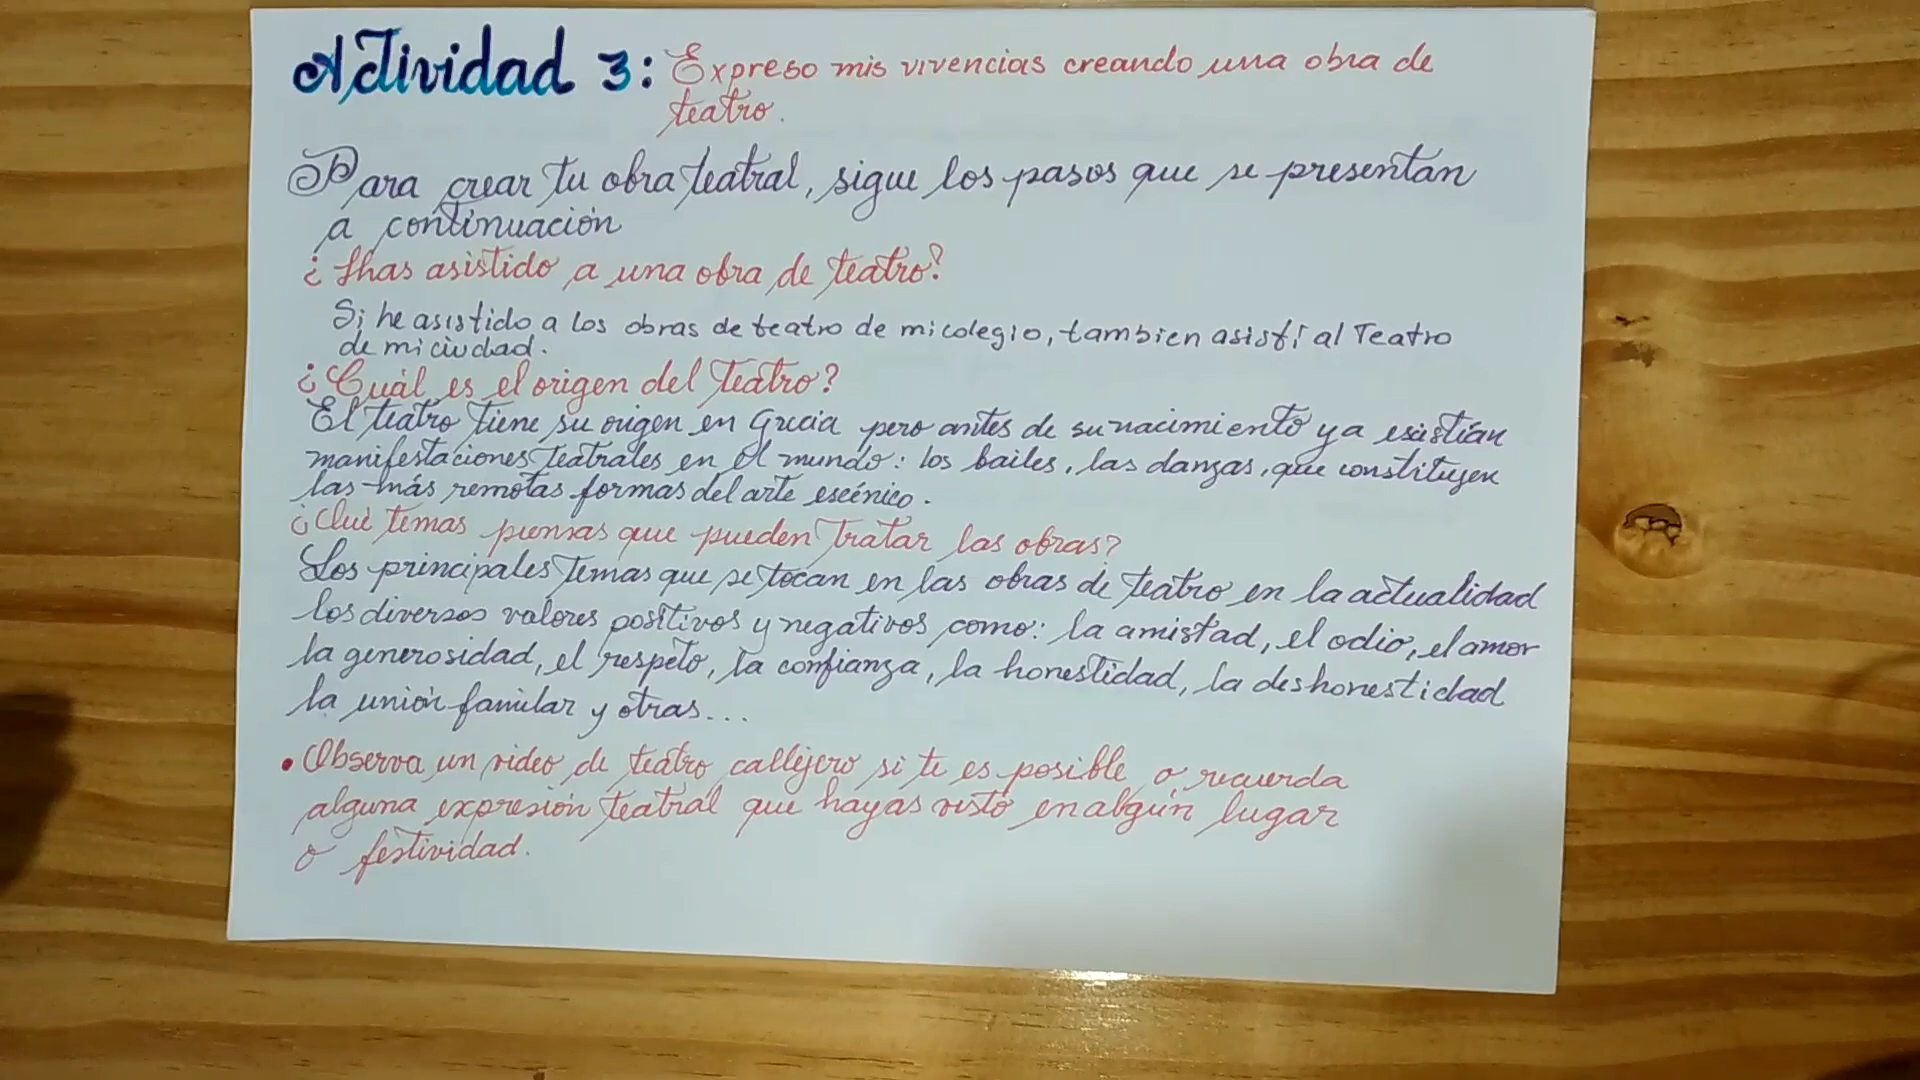 Actividad 3: Expreso mis vivencias creando una obra de
teatro.
Para crear tu obra teatral, sigue los pasos que se presentan
a continuación
¿Has asistido a una obra de teatro?
Si he asistido a los obras de teatro de mi colegio, tambien asistí al Teatro
de mi ciudad.
¿Cuál es el origen del teatro?
El teatro tiene su origen en Grecia pero antes de su nacimiento ya existían
manifestaciones teatrales en el mundo: los bailes, las danzas, que constituyen
las más remotas formas del arte escénico.
¿Qué temas piensas que pueden tratar las obras?
Los principales temas que se tocan en las obras de teatro en la actualidad
los diversos valores positivos y negativos como: la amistad, el odio, el amor
la generosidad, el respeto, la confianza, la honestidad, la deshonestidad
la unión familar y otras...
• Observa un video de teatro callejero si te es posible o recuerda
alguna expresión teatral que hayas visto en algún lugar
o festividad.